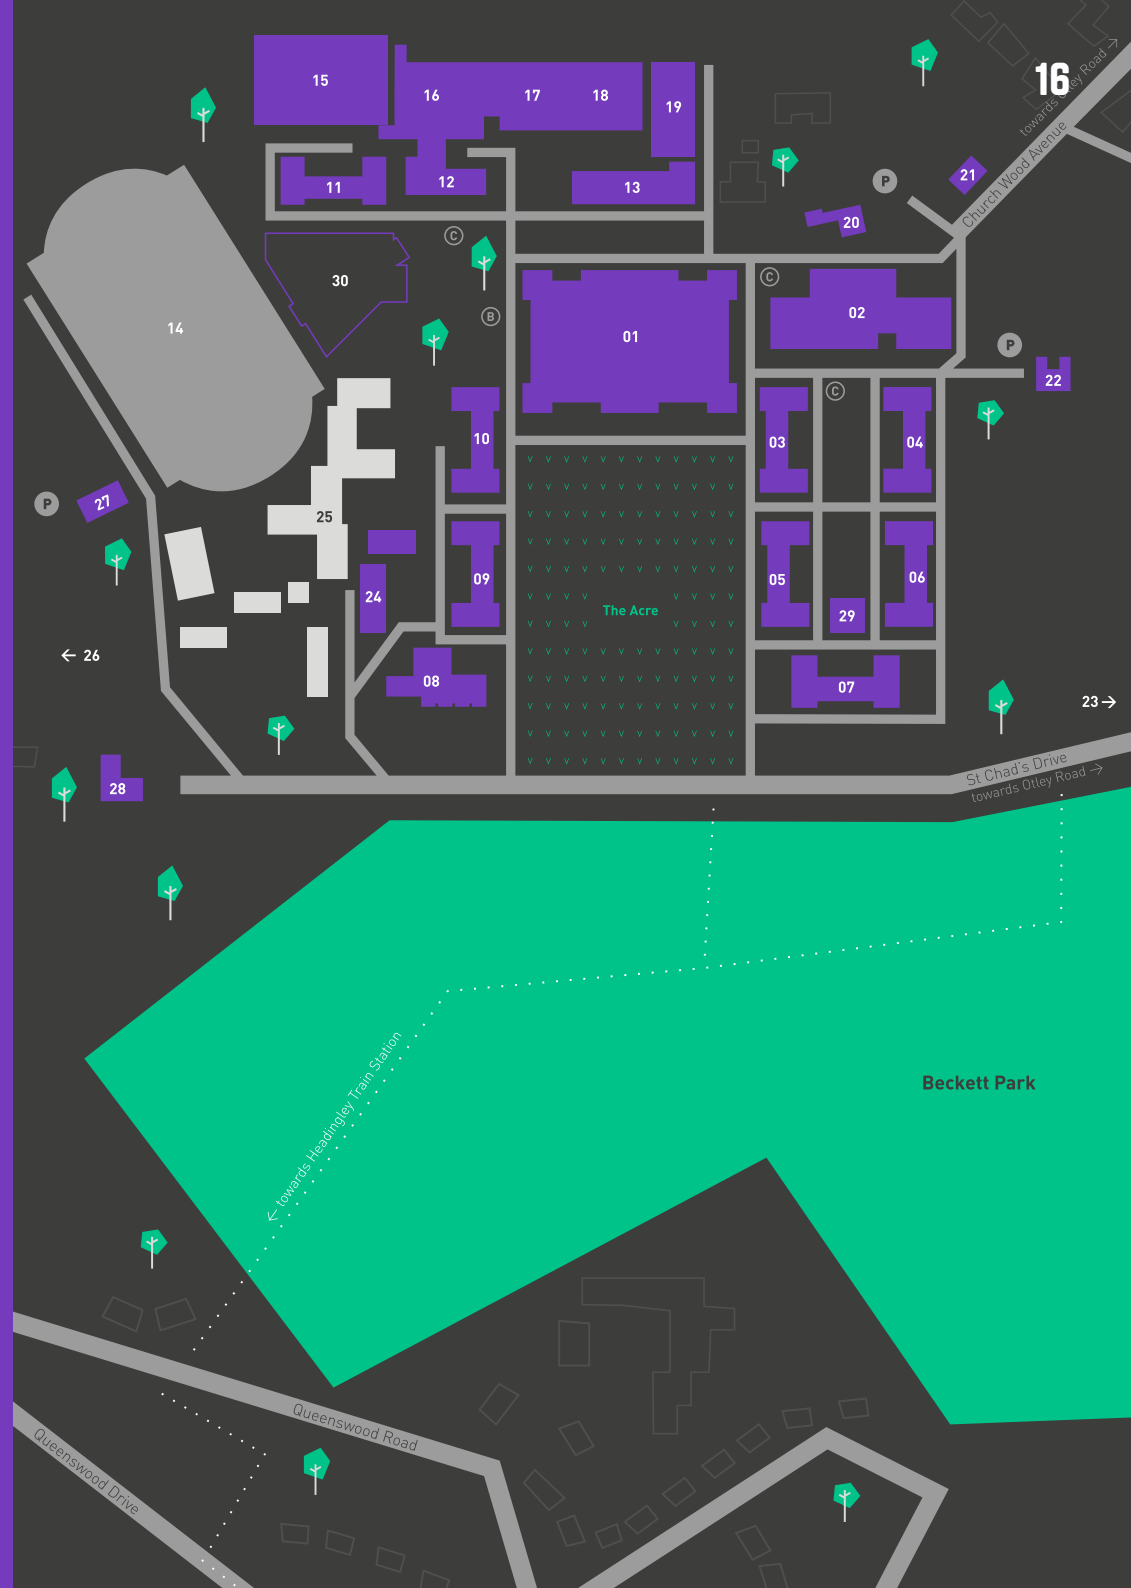 16
towards Otley Road →
Church Wood Avenue
15
16
17
18
19
11
12
13
21
P
20
C
30
14
B
01
C
02
P
22
C
10
03
04
27
P
25
24
09
The Acre
05
06
29
← 26
08
07
23 →
28
St Chad's Drive
towards Otley Road →
← towards Headingley Train Station
Beckett Park
Queenswood Road
Queenswood Drive